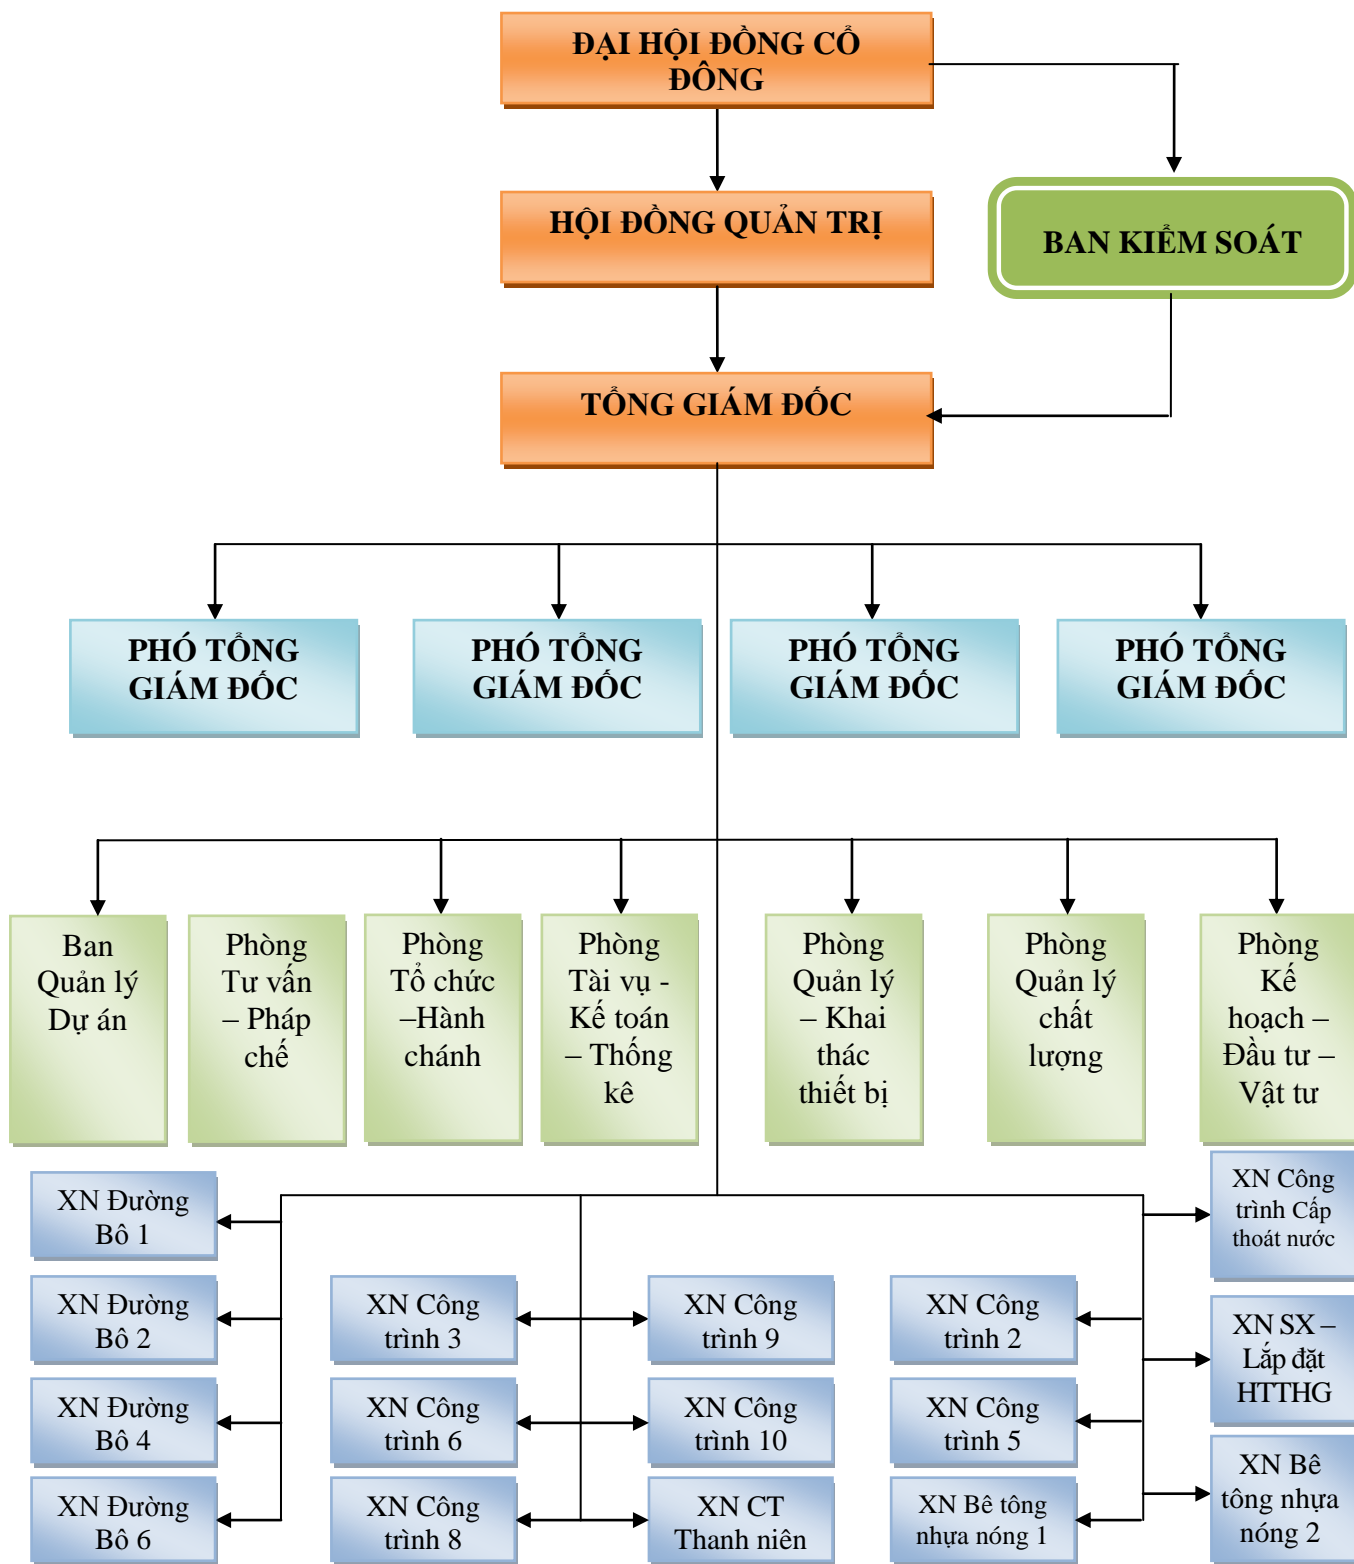 ĐẠI HỘI ĐỒNG CỔ
ĐÔNG
HỘI ĐỒNG QUẢN TRỊ
BAN KIỂM SOÁT
TỔNG GIÁM ĐỐC
PHÓ TỔNG
GIÁM ĐỐC
PHÓ TỔNG
GIÁM ĐỐC
PHÓ TỔNG
GIÁM ĐỐC
PHÓ TỔNG
GIÁM ĐỐC
Ban
Quản lý
Dự án
Phòng
Tư vấn
– Pháp
chế
Phòng
Tổ chức
–Hành
chánh
Phòng
Tài vụ -
Kế toán
– Thống
kê
Phòng
Quản lý
– Khai
thác
thiết bị
Phòng
Quản lý
chất
lượng
Phòng
Kế
hoạch –
Đầu tư –
Vật tư
XN Đường
Bô 1
XN Đường
Bô 2
XN Đường
Bô 4
XN Đường
Bô 6
XN Công
trình 3
XN Công
trình 6
XN Công
trình 8
XN Công
trình 9
XN Công
trình 10
XN CT
Thanh niên
XN Công
trình 2
XN Công
trình 5
XN Bê tông
nhựa nóng 1
XN Công
trình Cấp
thoát nước
XN SX –
Lắp đặt
HTTHG
XN Bê
tông nhựa
nóng 2